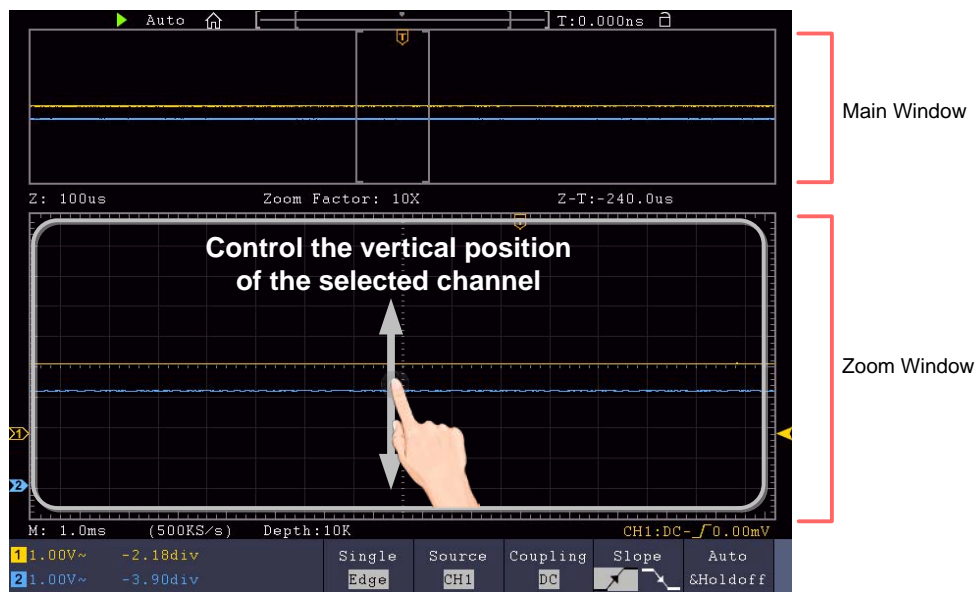 Auto T:0.000ns
T
Main Window
Z: 100us Zoom Factor: 10X Z-T:-240.0us
Control the vertical position
of the selected channel
Zoom Window
1
2
M: 1.0ms (500KS/s) Depth:10K CH1:DC- 0.00mV
1 1.00V~ -2.18div
2 1.00V~ -3.90div
Single Source Coupling Slope Auto
Edge CH1 DC &Holdoff